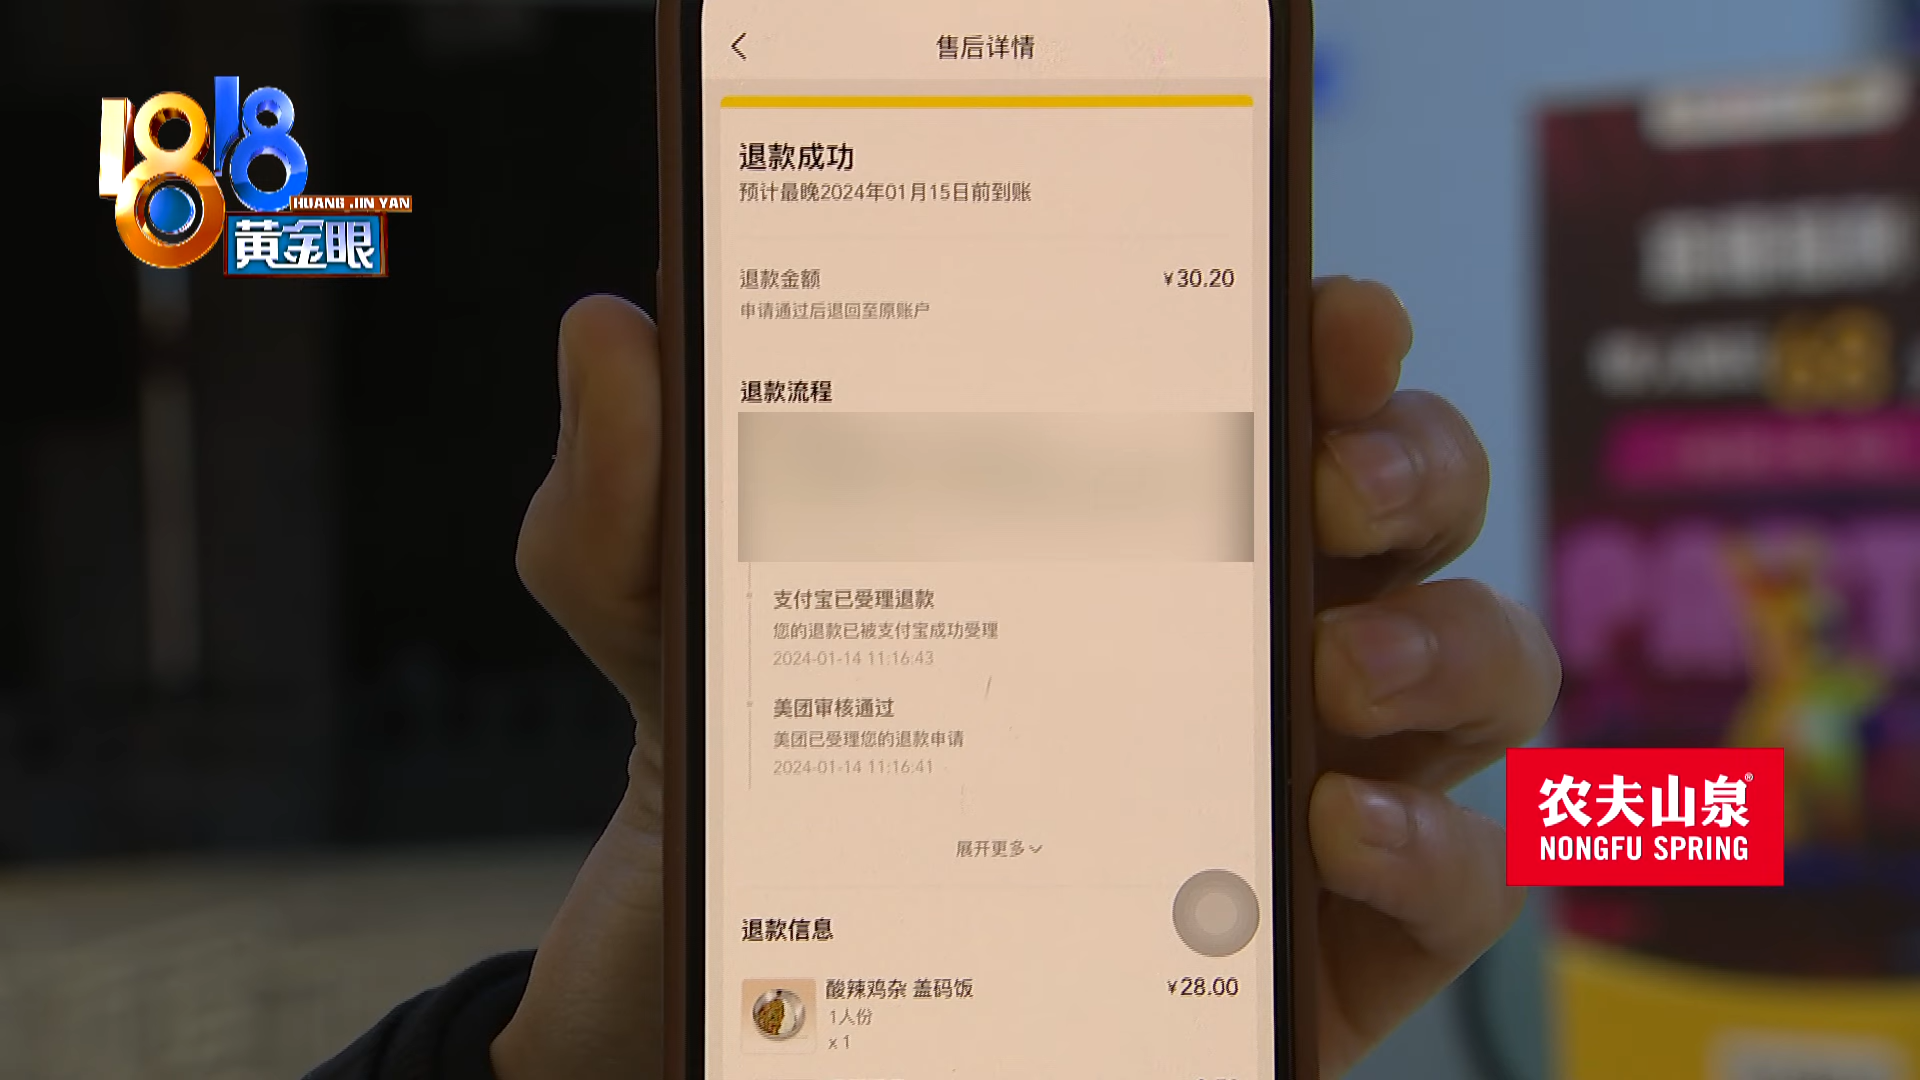 售后详情
退款成功
预计最晚2024年01月15日前到账
退款金额 ¥30.20
申请通过后退回至原账户
退款流程
支付宝已受理退款
您的退款已被支付宝成功受理
2024-01-14 11:16:43
美团审核通过
美团已受理您的退款申请
2024-01-14 11:16:41
展开更多
退款信息
酸辣鸡杂 盖码饭 ¥28.00
1人份
x 1
1818
HUANG JIN YAN
黄金眼
农夫山泉®
NONGFU SPRING